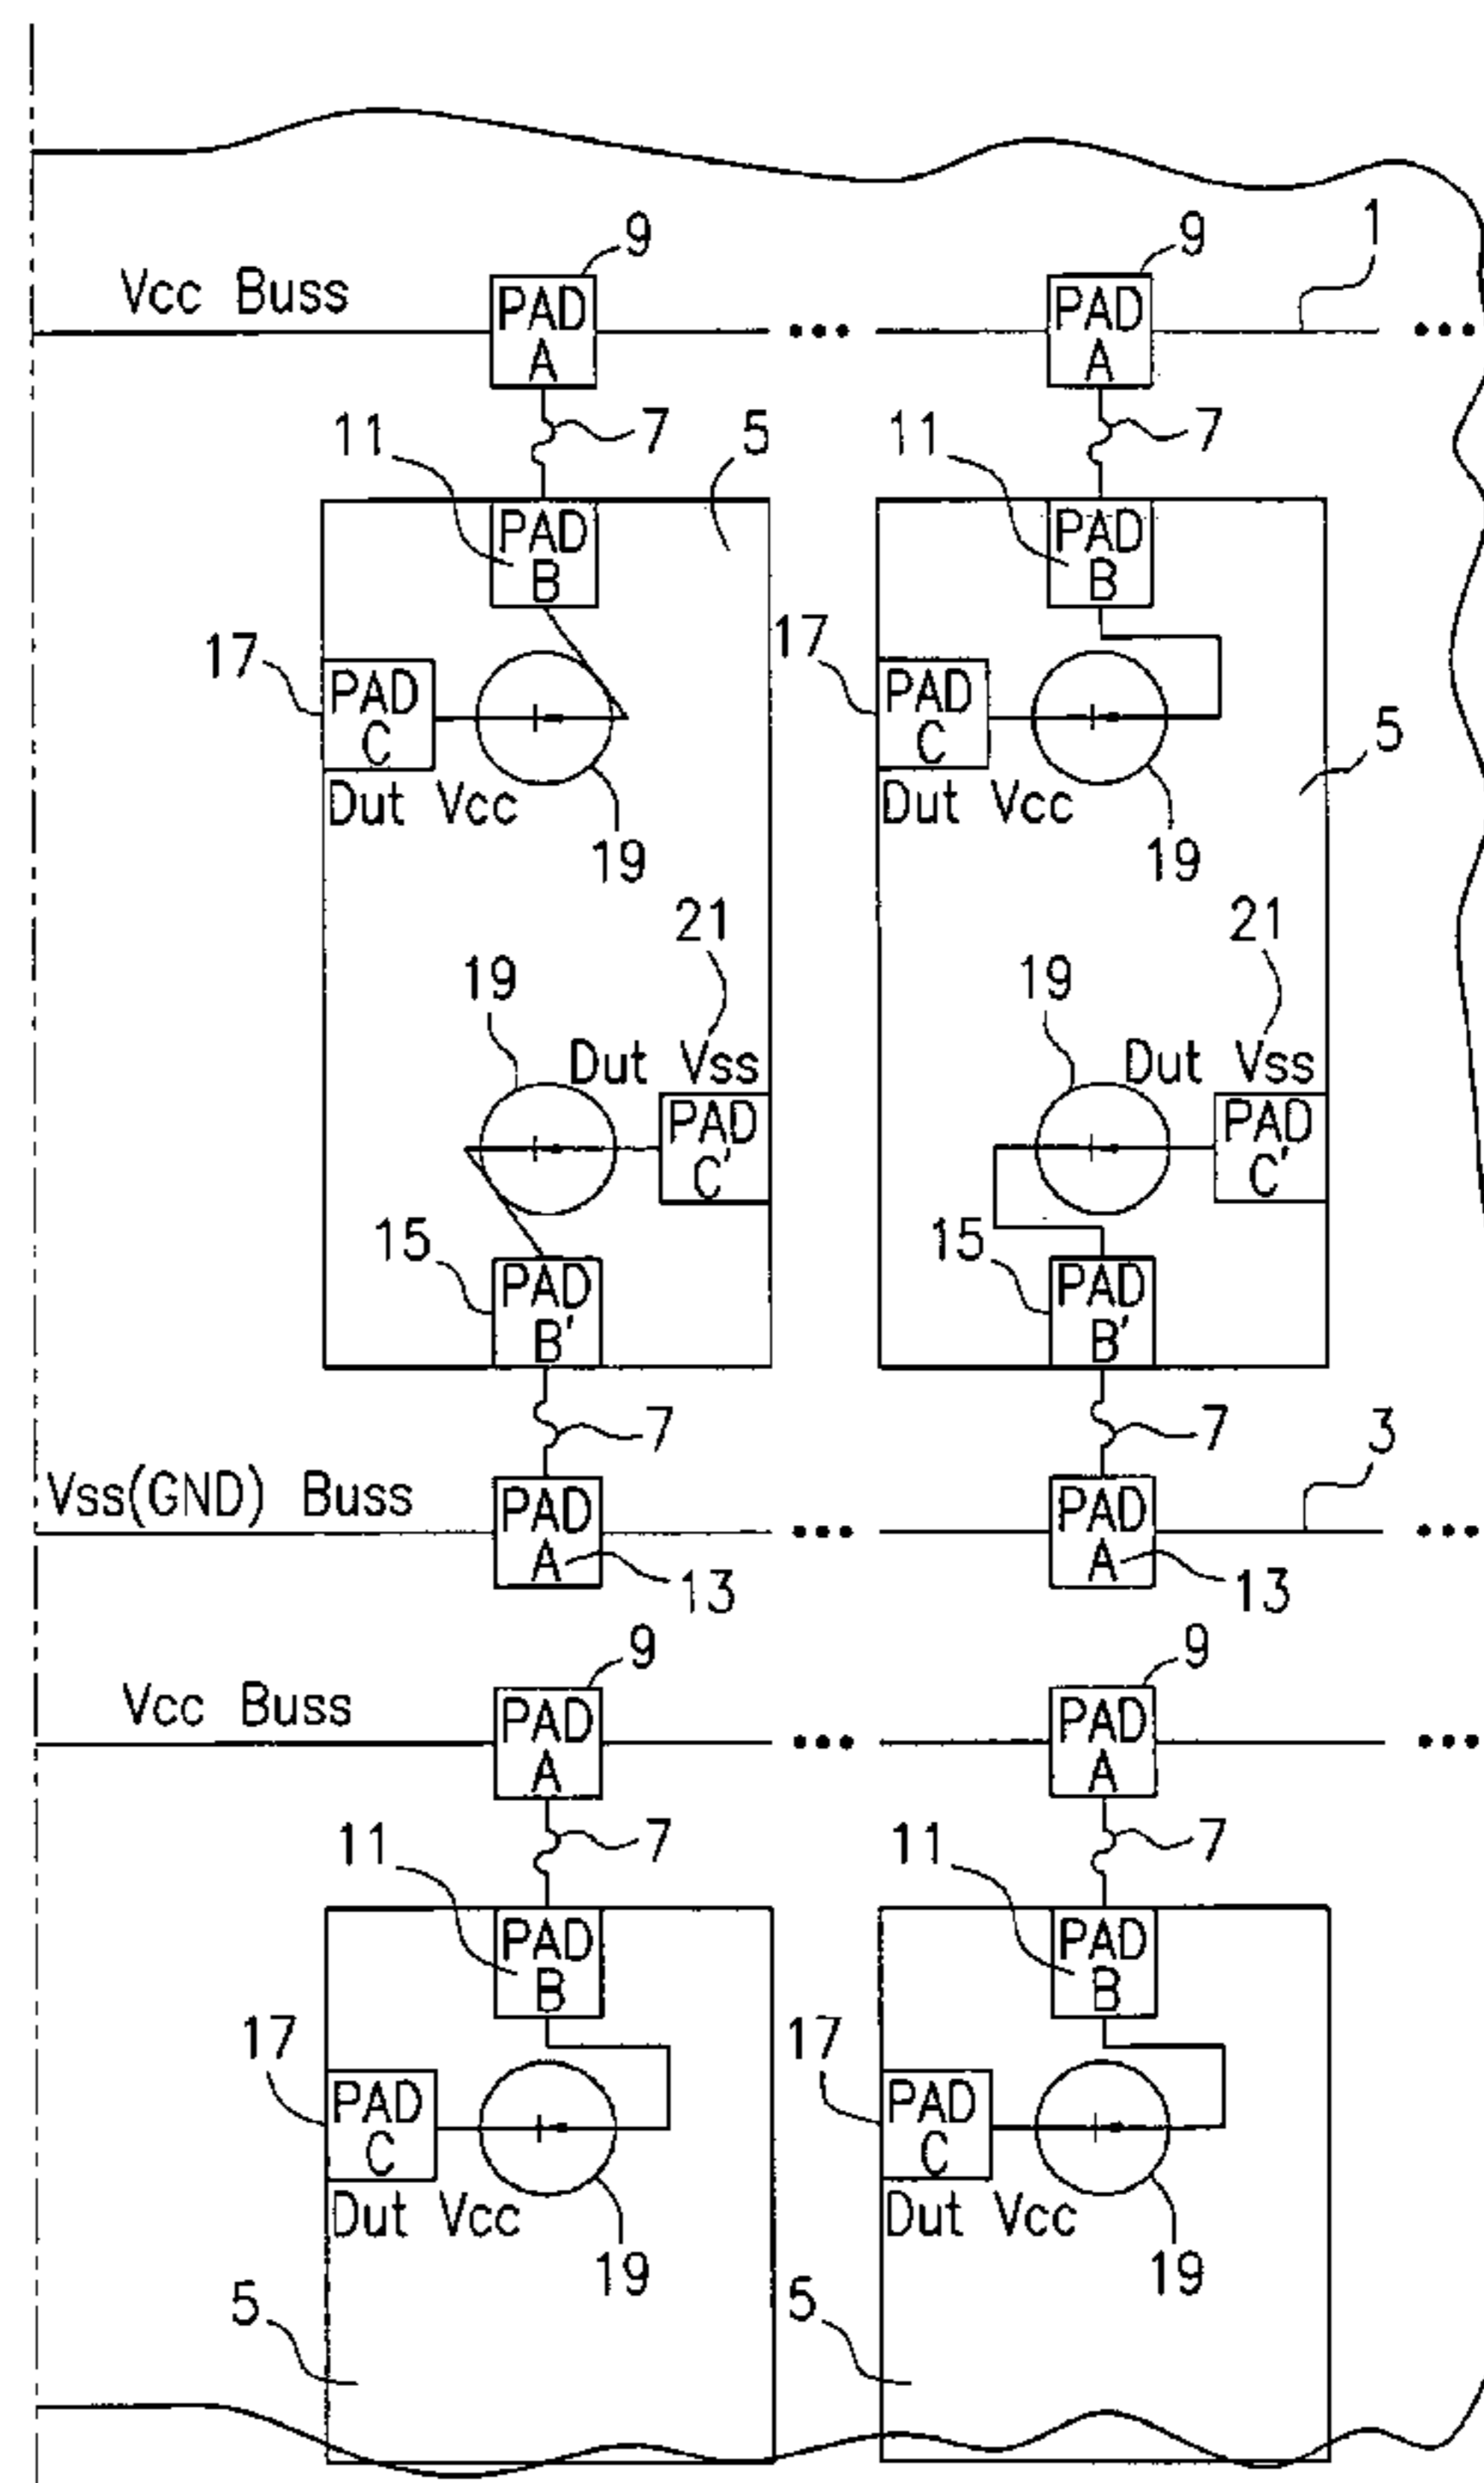 9 9 1
Vcc Buss PAD A ••• PAD A •••
11 7 5 11 7
PAD B PAD B
17 PAD C 17 PAD C 5
Dut Vcc Dut Vcc
19 19
21 21
19 19
Dut Vss Dut Vss
PAD C' PAD C'
15 PAD B' 15 PAD B'
7 7 3
Vss(GND) Buss PAD A ••• PAD A •••
13 13
9 9
Vcc Buss PAD A ••• PAD A •••
11 7 11 7
PAD B PAD B
17 PAD C 17 PAD C
Dut Vcc Dut Vcc
19 19
5 5